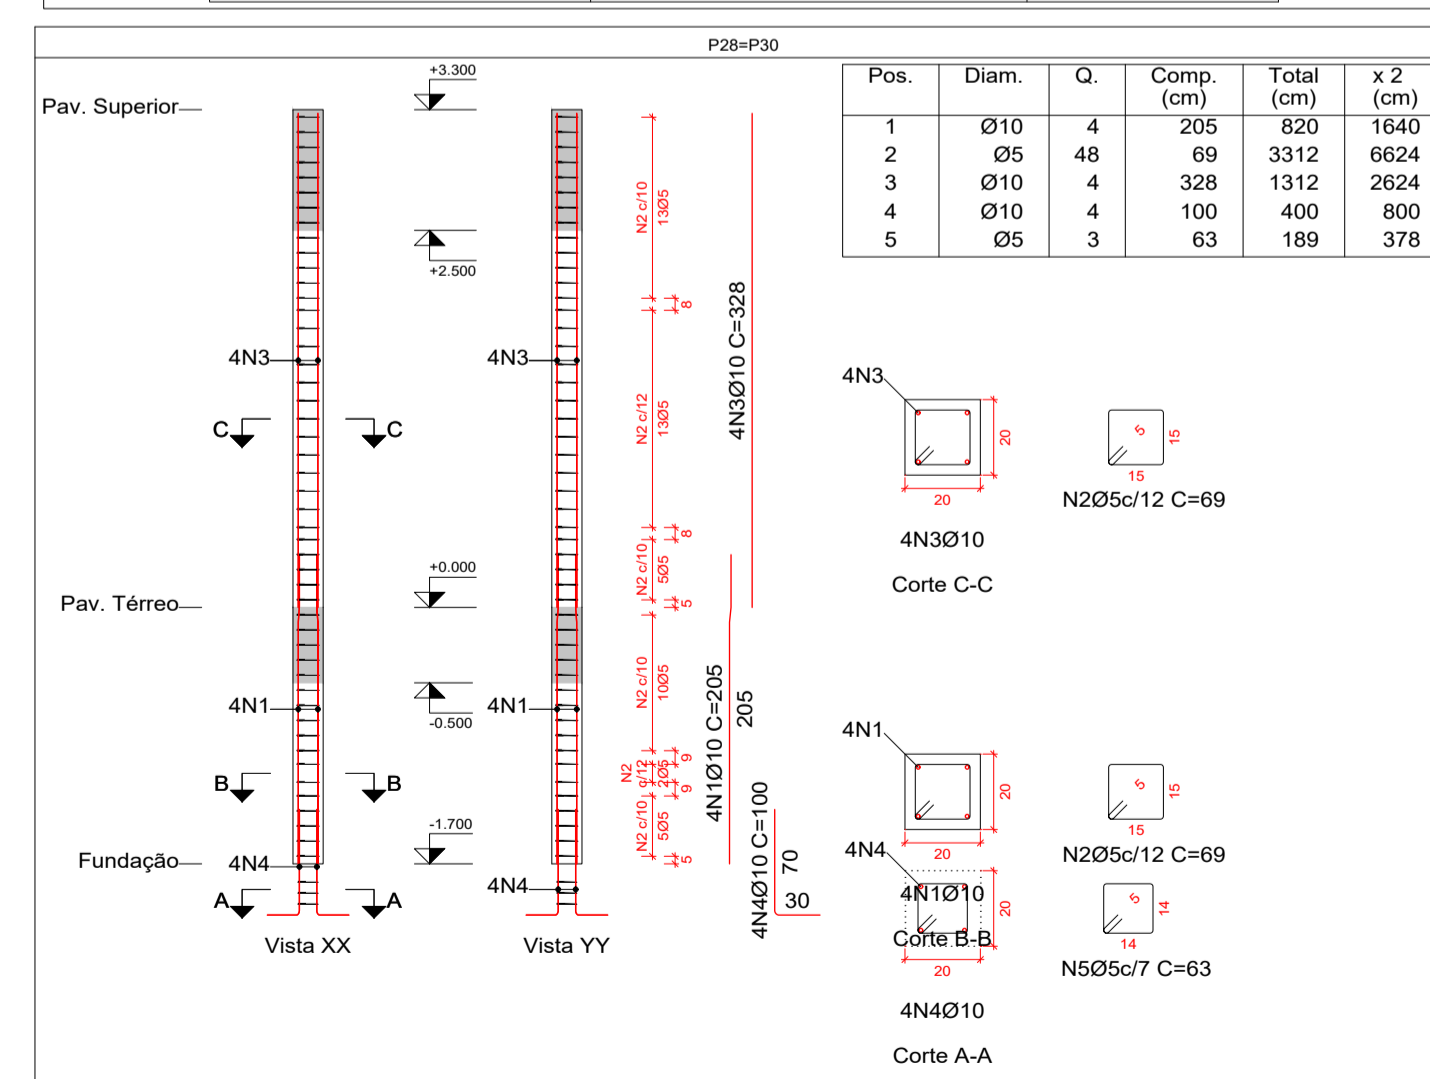 P28=P30
Pos. Diam. Q. Comp. (cm) Total (cm) x 2 (cm)
1 Ø10 4 205 820 1640
2 Ø5 48 69 3312 6624
3 Ø10 4 328 1312 2624
4 Ø10 4 100 400 800
5 Ø5 3 63 189 378
Pav. Superior
+3.300
+2.500
4N3
C C
Pav. Térreo
+0.000
-0.500
4N1
B B
-1.700
Fundação
4N4
A A
Vista XX
4N3
4N1
4N4
Vista YY
N2 c/10
13Ø5
8
N2 c/12
13Ø5
8
N2 c/10
5Ø5
5
N2 c/10
10Ø5
9
N2
c/12
2Ø5
9
N2 c/10
5Ø5
5
4N3Ø10 C=328
4N1Ø10 C=205
205
4N4Ø10 C=100
70
30
4N3
20
20
4N3Ø10
Corte C-C
5
15
15
N2Ø5c/12 C=69
4N1
20
20
4N1Ø10
Corte B-B
5
15
15
N2Ø5c/12 C=69
4N4
20
20
4N4Ø10
Corte A-A
5
14
14
N5Ø5c/7 C=63